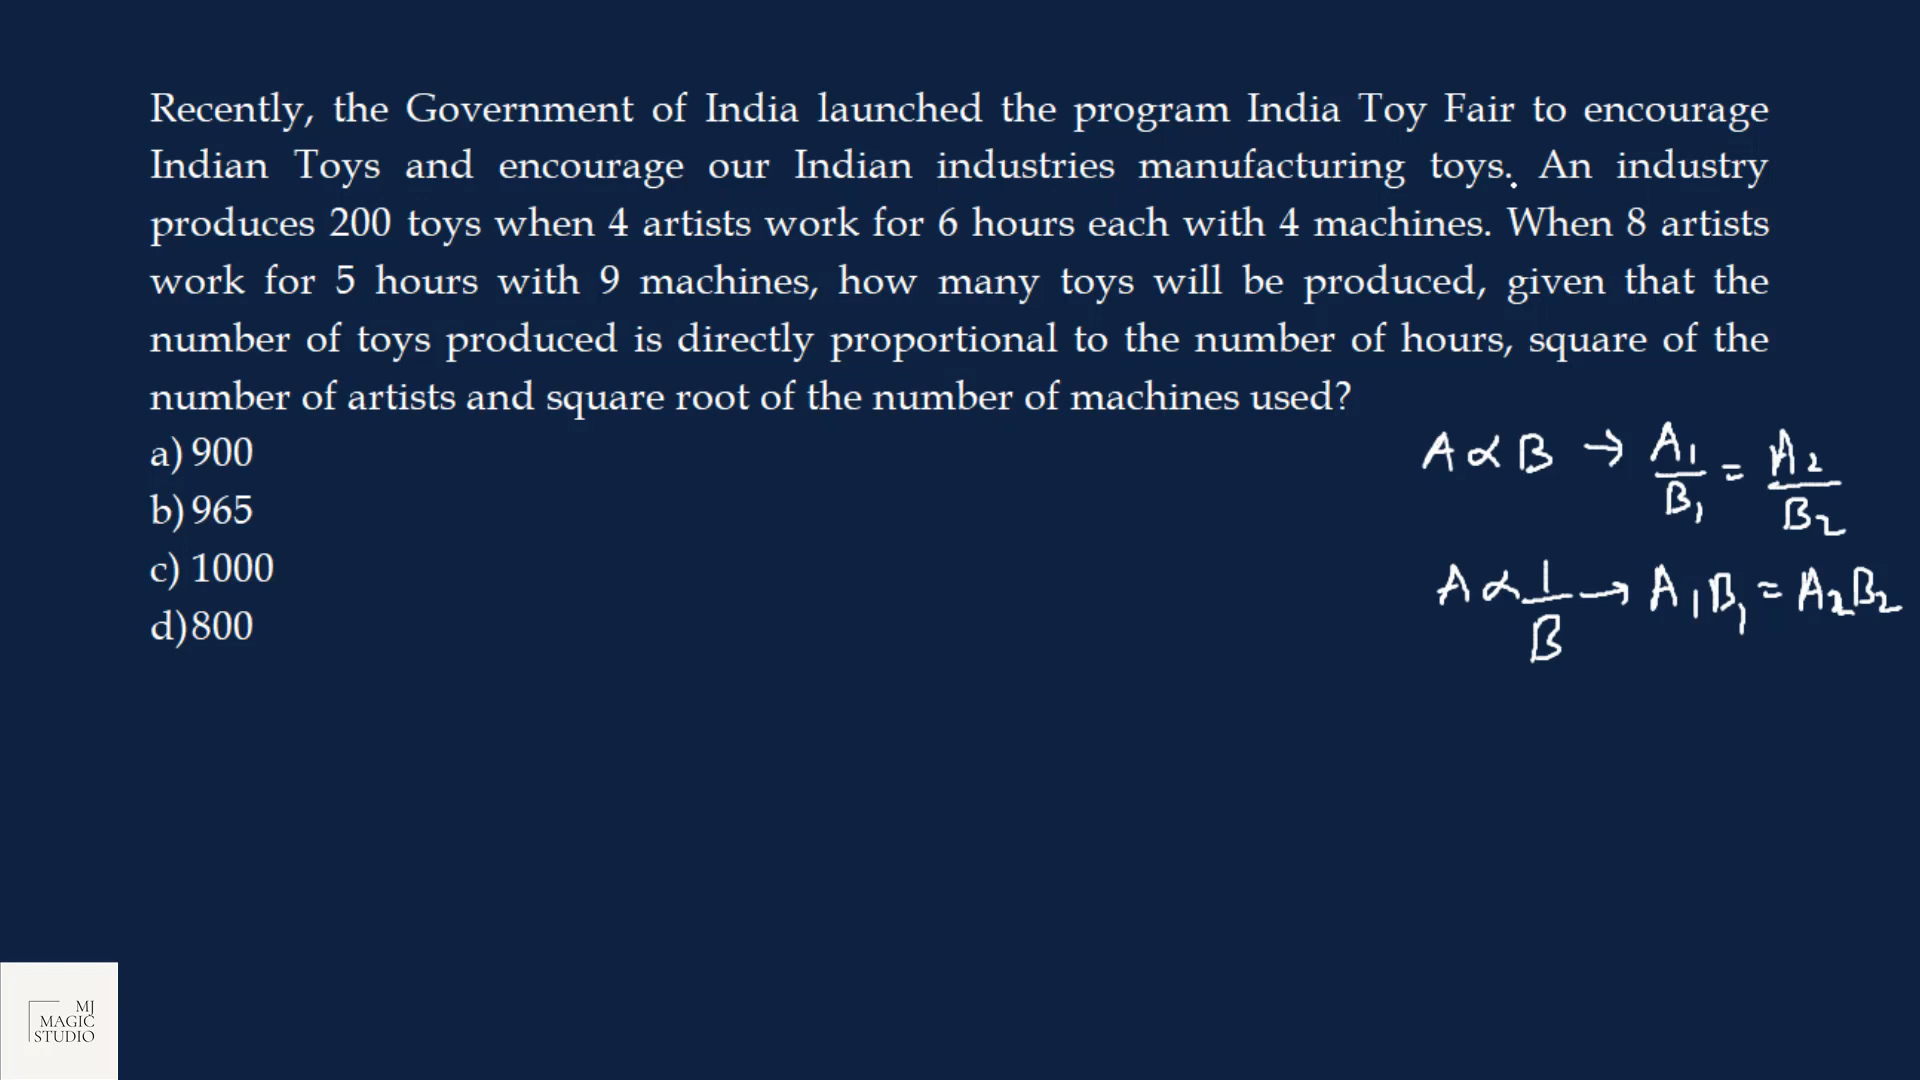 Recently, the Government of India launched the program India Toy Fair to encourage
Indian Toys and encourage our Indian industries manufacturing toys. An industry
produces 200 toys when 4 artists work for 6 hours each with 4 machines. When 8 artists
work for 5 hours with 9 machines, how many toys will be produced, given that the
number of toys produced is directly proportional to the number of hours, square of the
number of artists and square root of the number of machines used?
a) 900
b) 965
c) 1000
d) 800
A ∝ B → A₁/B₁ = A₂/B₂
A ∝ 1/B → A₁B₁ = A₂B₂
MJ
MAGIC
STUDIO